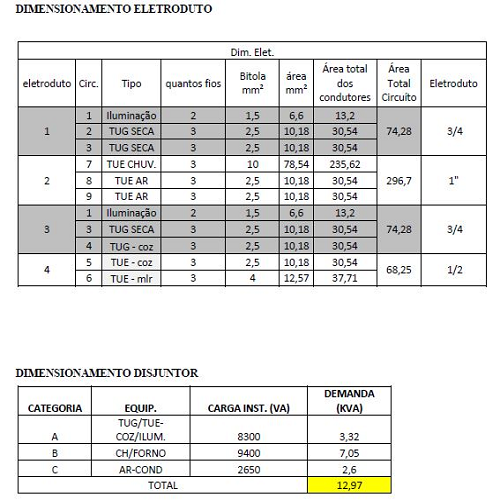 DIMENSIONAMENTO ELETRODUTO
Dim. Elet.
eletroduto Circ. Tipo quantos fios Bitola mm² área mm² Área total dos condutores Área Total Circuíto Eletroduto
1 1 Iluminação 2 1,5 6,6 13,2 74,28 3/4
2 TUG SECA 3 2,5 10,18 30,54
3 TUG SECA 3 2,5 10,18 30,54
2 7 TUE CHUV. 3 10 78,54 235,62 296,7 1"
8 TUE AR 3 2,5 10,18 30,54
9 TUE AR 3 2,5 10,18 30,54
3 1 Iluminação 2 1,5 6,6 13,2 74,28 3/4
3 TUG SECA 3 2,5 10,18 30,54
4 TUG - coz 3 2,5 10,18 30,54
4 5 TUE - coz 3 2,5 10,18 30,54 68,25 1/2
6 TUE - mlr 3 4 12,57 37,71
DIMENSIONAMENTO DISJUNTOR
CATEGORIA EQUIP. CARGA INST. (VA) DEMANDA (KVA)
A TUG/TUE-COZ/ILUM. 8300 3,32
B CH/FORNO 9400 7,05
C AR-COND 2650 2,6
TOTAL 12,97